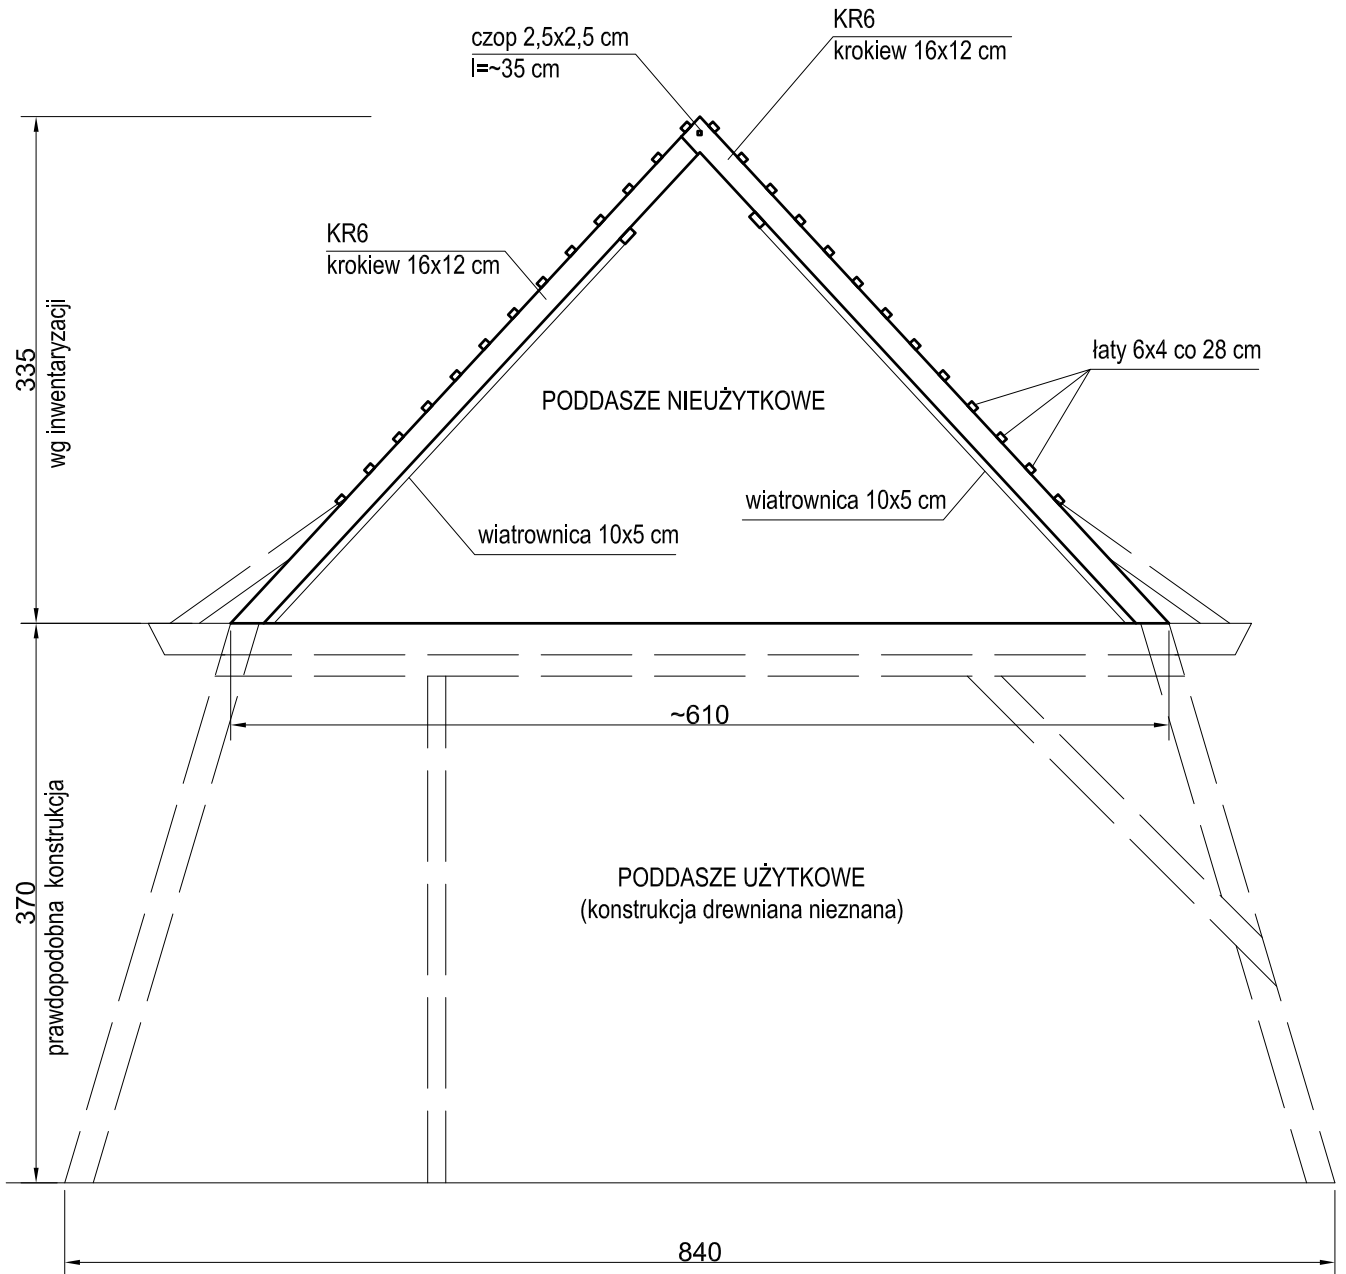 KR6
krokiew 16x12 cm
czop 2,5x2,5 cm
l=~35 cm
KR6
krokiew 16x12 cm
335
wg inwentaryzacji
łaty 6x4 co 28 cm
PODDASZE NIEUŻYTKOWE
wiatrownica 10x5 cm
wiatrownica 10x5 cm
~610
370
prawdopodobna konstrukcja
PODDASZE UŻYTKOWE
(konstrukcja drewniana nieznana)
840